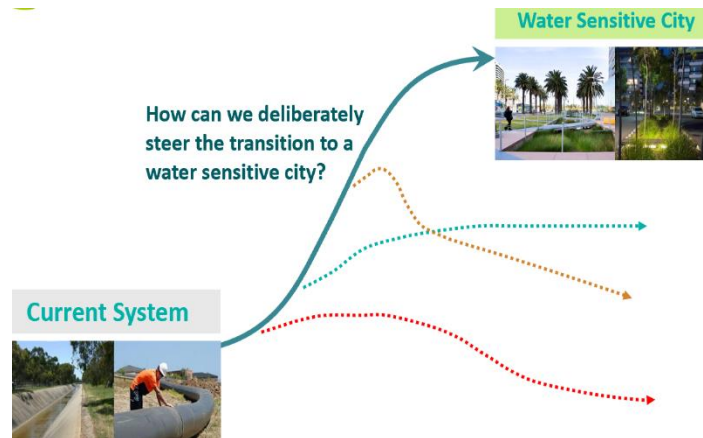 Water Sensitive City
How can we deliberately
steer the transition to a
water sensitive city?
Current System